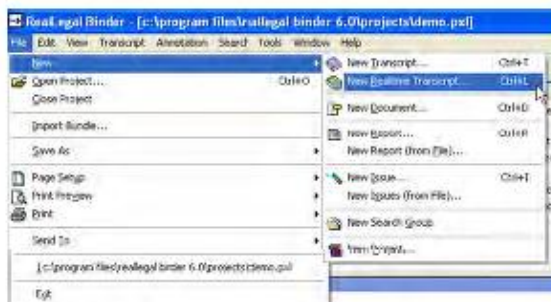 RealLegal Binder - [c:\program files\reallegal binder 6.0\projects\demo.pxl]
File Edit View Transcript Annotation Search Tools Window Help
New
Open Project... Ctrl+O
Close Project
Import Bundle...
Save As
Page Setup
Print Preview
Print
Send To
[c:\program files\reallegal binder 6.0\projects\demo.pxl
Exit
New Transcript... Ctrl+T
New Realtime Transcript... Ctrl+L
New Document... Ctrl+D
New Report... Ctrl+R
New Report (from File)...
New Issue... Ctrl+I
New Issues (from File)...
New Search Group
New Project...